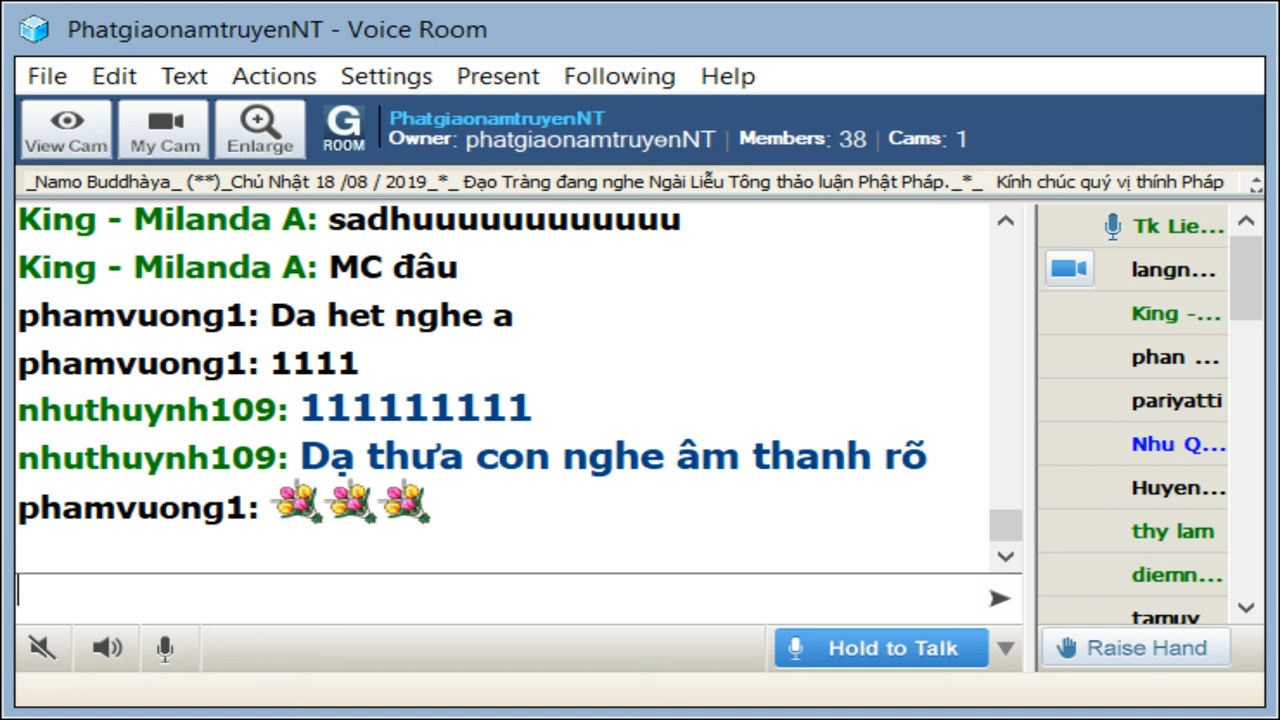 PhatgiaonamtruyenNT - Voice Room
File Edit Text Actions Settings Present Following Help
View Cam My Cam Enlarge G ROOM
PhatgiaonamtruyenNT
Owner: phatgiaonamtruyenNT | Members: 38 | Cams: 1
_Namo Buddhàya_ (**)_Chủ Nhật 18 /08 / 2019_*_ Đạo Tràng đang nghe Ngài Liễu Tông thảo luận Phật Pháp._*_ Kính chúc quý vị thính Pháp
King - Milanda A: sadhuuuuuuuuuuuu
King - Milanda A: MC đâu
phamvuong1: Da het nghe a
phamvuong1: 1111
nhuthuynh109: 111111111
nhuthuynh109: Dạ thưa con nghe âm thanh rõ
phamvuong1:
Tk Lie...
langn...
King -...
phan ...
pariyatti
Nhu Q...
Huyen...
thy lam
diemn...
tamuy
Hold to Talk
Raise Hand